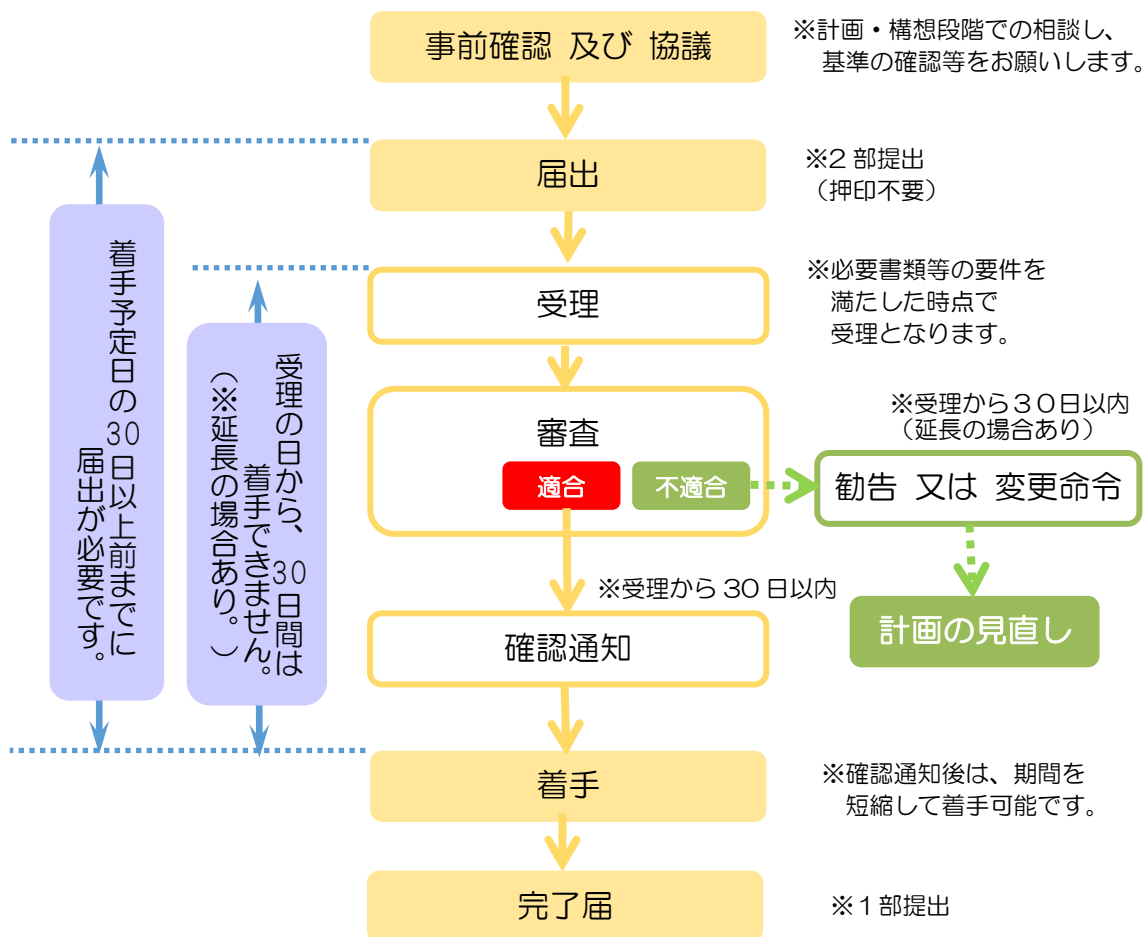 事前確認 及び 協議
※計画・構想段階での相談し、
基準の確認等をお願いします。
届出
※2部提出
（押印不要）
着手予定日の30日以上前までに
届出が必要です。
受理の日から、30日間は
着手できません。
（※延長の場合あり。）
受理
※必要書類等の要件を
満たした時点で
受理となります。
審査
適合
不適合
※受理から３０日以内
（延長の場合あり）
勧告 又は 変更命令
計画の見直し
※受理から 30 日以内
確認通知
着手
※確認通知後は、期間を
短縮して着手可能です。
完了届
※１部提出